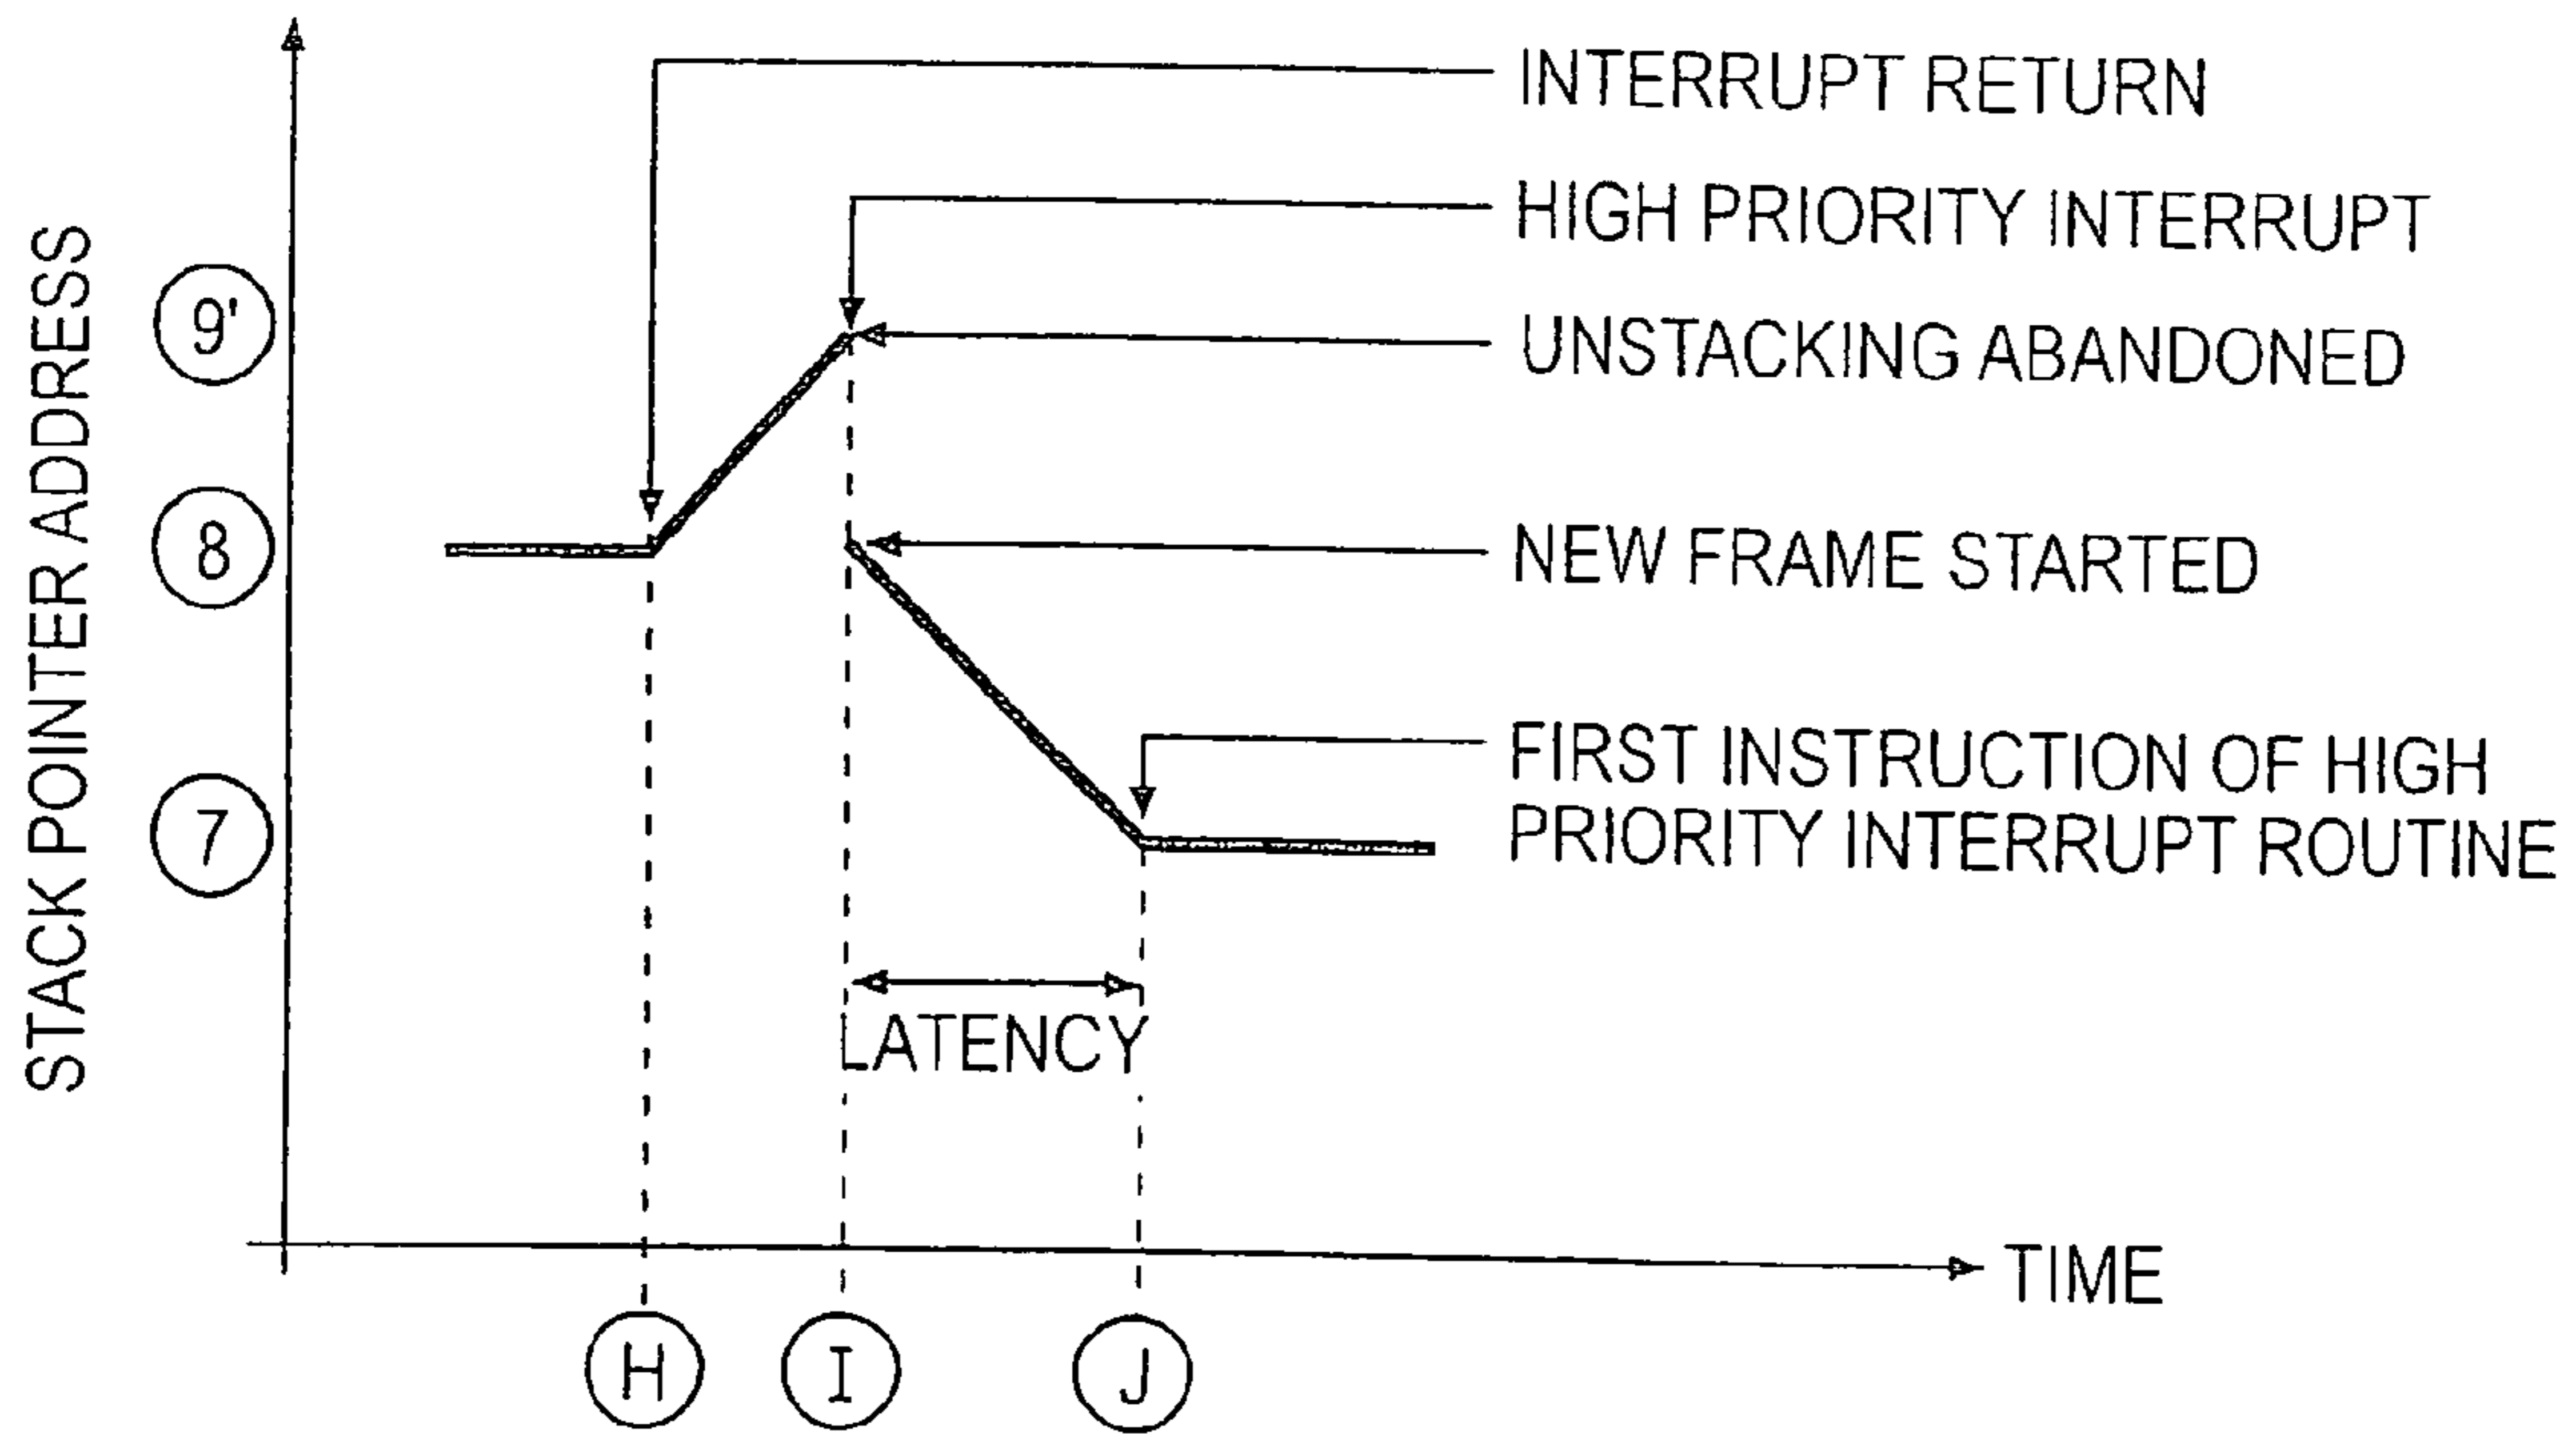 INTERRUPT RETURN
HIGH PRIORITY INTERRUPT
UNSTACKING ABANDONED
NEW FRAME STARTED
FIRST INSTRUCTION OF HIGH
PRIORITY INTERRUPT ROUTINE
STACK POINTER ADDRESS
9'
8
7
LATENCY
TIME
H
I
J